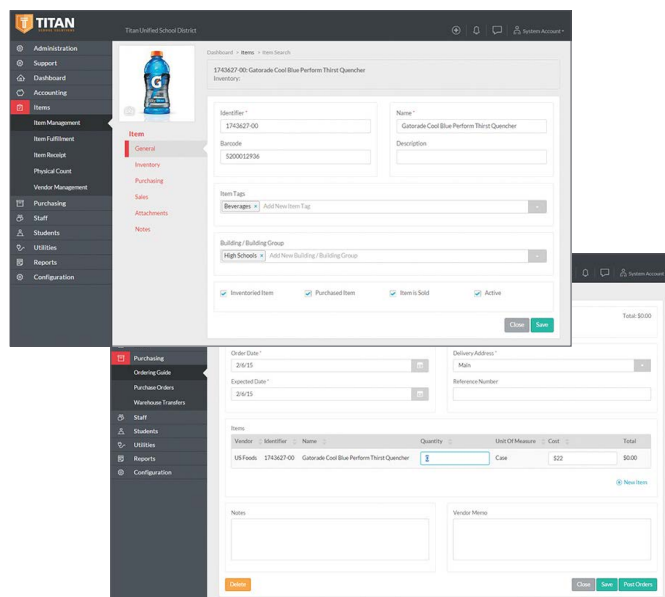 TITAN
SCHOOL SOLUTIONS
Titan Unified School District
System Account
Administration
Support
Dashboard
Accounting
Items
Item Management
Item Fulfillment
Item Receipt
Physical Count
Vendor Management
Purchasing
Staff
Students
Utilities
Reports
Configuration
Dashboard > Items > Item Search
1743627-00: Gatorade Cool Blue Perform Thirst Quencher
Inventory:
Item
General
Inventory
Purchasing
Sales
Attachments
Notes
Identifier *
1743627-00
Name *
Gatorade Cool Blue Perform Thirst Quencher
Barcode
5200012936
Description
Item Tags
Beverages × Add New Item Tag
Building / Building Group
High Schools × Add New Building / Building Group
Inventoried Item Purchased Item Item is Sold Active
Close Save
System Account
Total: $0.00
Purchasing
Ordering Guide
Purchase Orders
Warehouse Transfers
Staff
Students
Utilities
Reports
Configuration
Order Date *
2/6/15
Delivery Address *
Main
Expected Date *
2/6/15
Reference Number
Items
Vendor Identifier Name Quantity Unit Of Measure Cost Total
US Foods 1743627-00 Gatorade Cool Blue Perform Thirst Quencher Case $22 $0.00
New Item
Notes
Vendor Memo
Delete
Close Save Post Orders